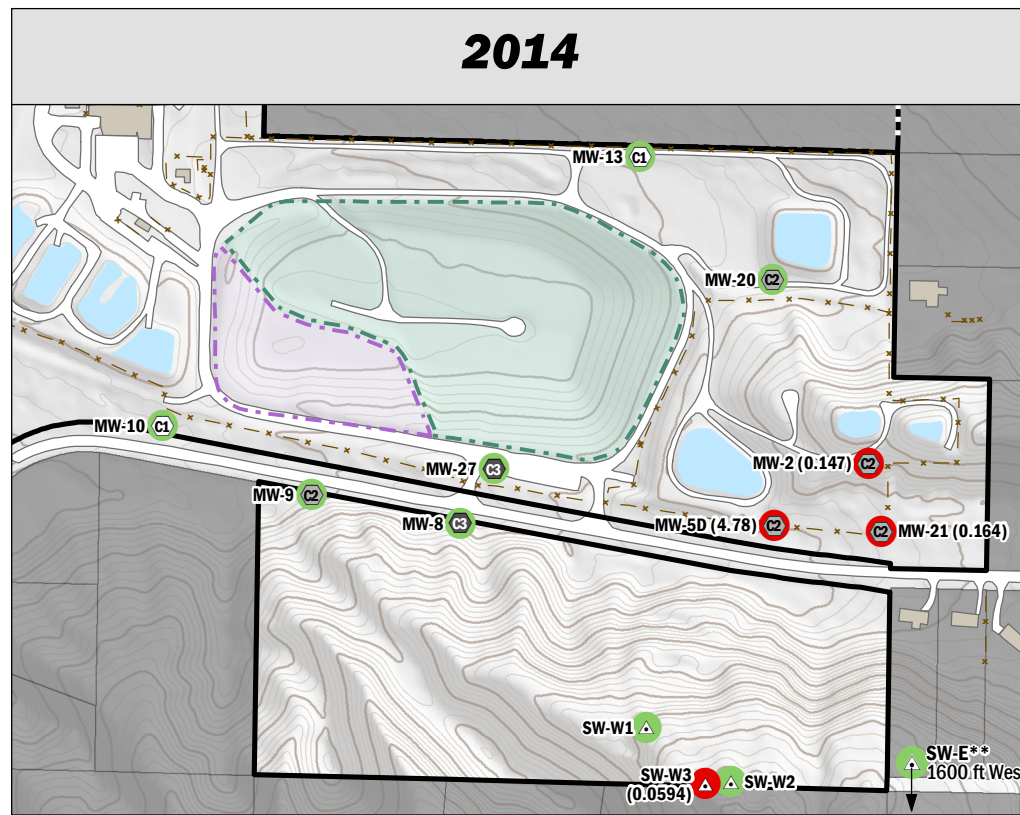 2014
MW-13 C1
MW-20 C2
MW-10 C1
MW-27 C3
MW-2 (0.147) C2
MW-9 C2
MW-8 C3
MW-5D (4.78) C2
C2 MW-21 (0.164)
SW-W1
SW-E**
1600 ft Wes
SW-W3
(0.0594)
SW-W2